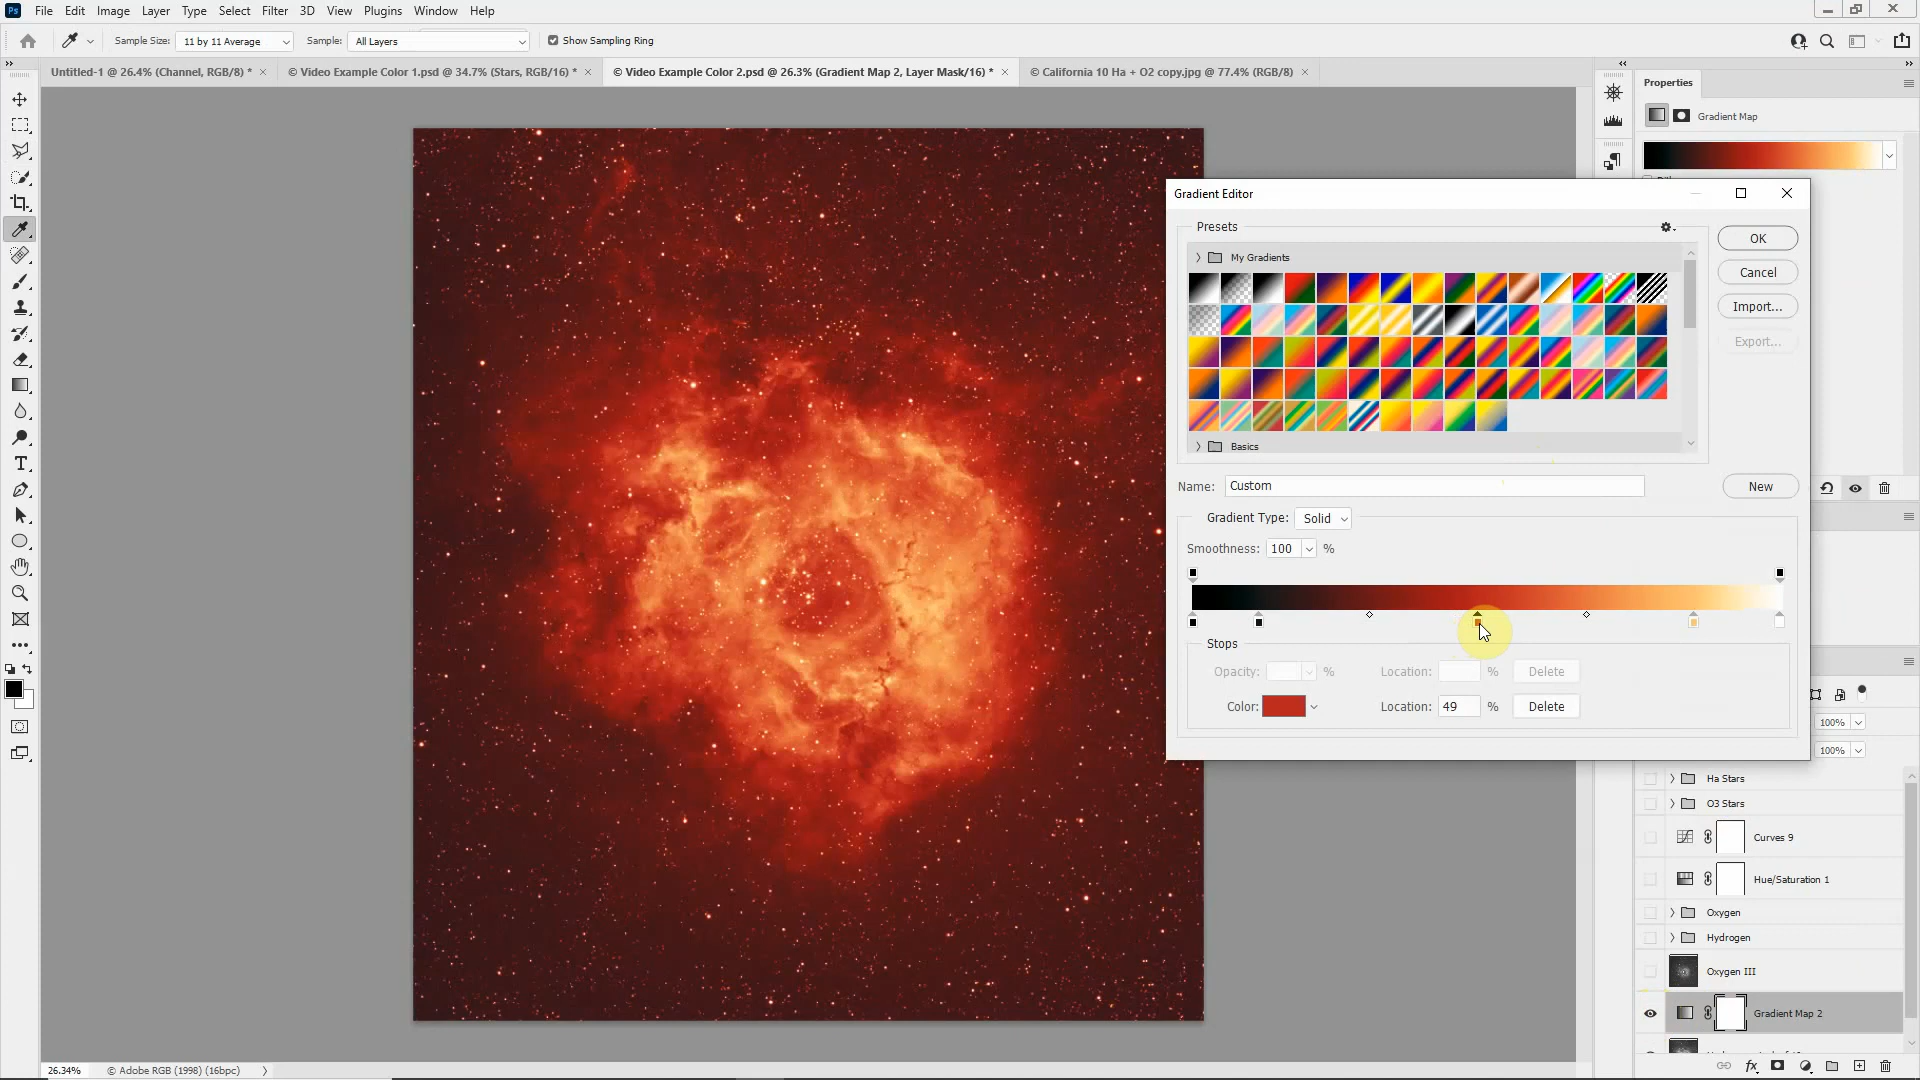 Ps File Edit Image Layer Type Select Filter 3D View Plugins Window Help
Sample Size: 11 by 11 Average Sample: All Layers Show Sampling Ring
Untitled-1 @ 26.4% (Channel, RGB/8) * × © Video Example Color 1.psd @ 34.7% (Stars, RGB/16) * × © Video Example Color 2.psd @ 26.3% (Gradient Map 2, Layer Mask/16) * × © California 10 Ha + O2 copy.jpg @ 77.4% (RGB/8) ×
Properties
Gradient Map
Gradient Editor
Presets
My Gradients
Basics
OK
Cancel
Import...
Export...
Name: Custom
New
Gradient Type: Solid
Smoothness: 100 %
Stops
Opacity: % Location: % Delete
Color: Location: 49 % Delete
100%
100%
Ha Stars
O3 Stars
Curves 9
Hue/Saturation 1
Oxygen
Hydrogen
Oxygen III
Gradient Map 2
26.34% © Adobe RGB (1998) (16bpc)